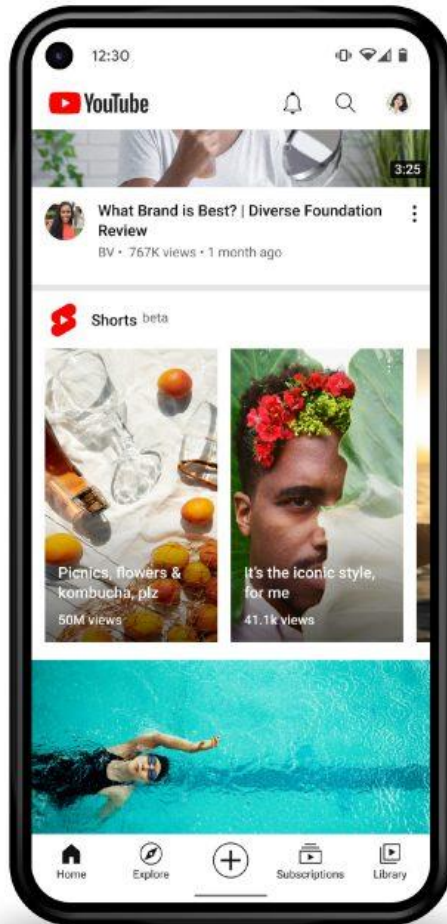 12:30
YouTube
3:25
What Brand is Best? | Diverse Foundation
Review
BV • 767K views • 1 month ago
Shorts beta
Picnics, flowers &
kombucha, plz
50M views
It's the iconic style,
for me
41.1k views
Home
Explore
Subscriptions
Library